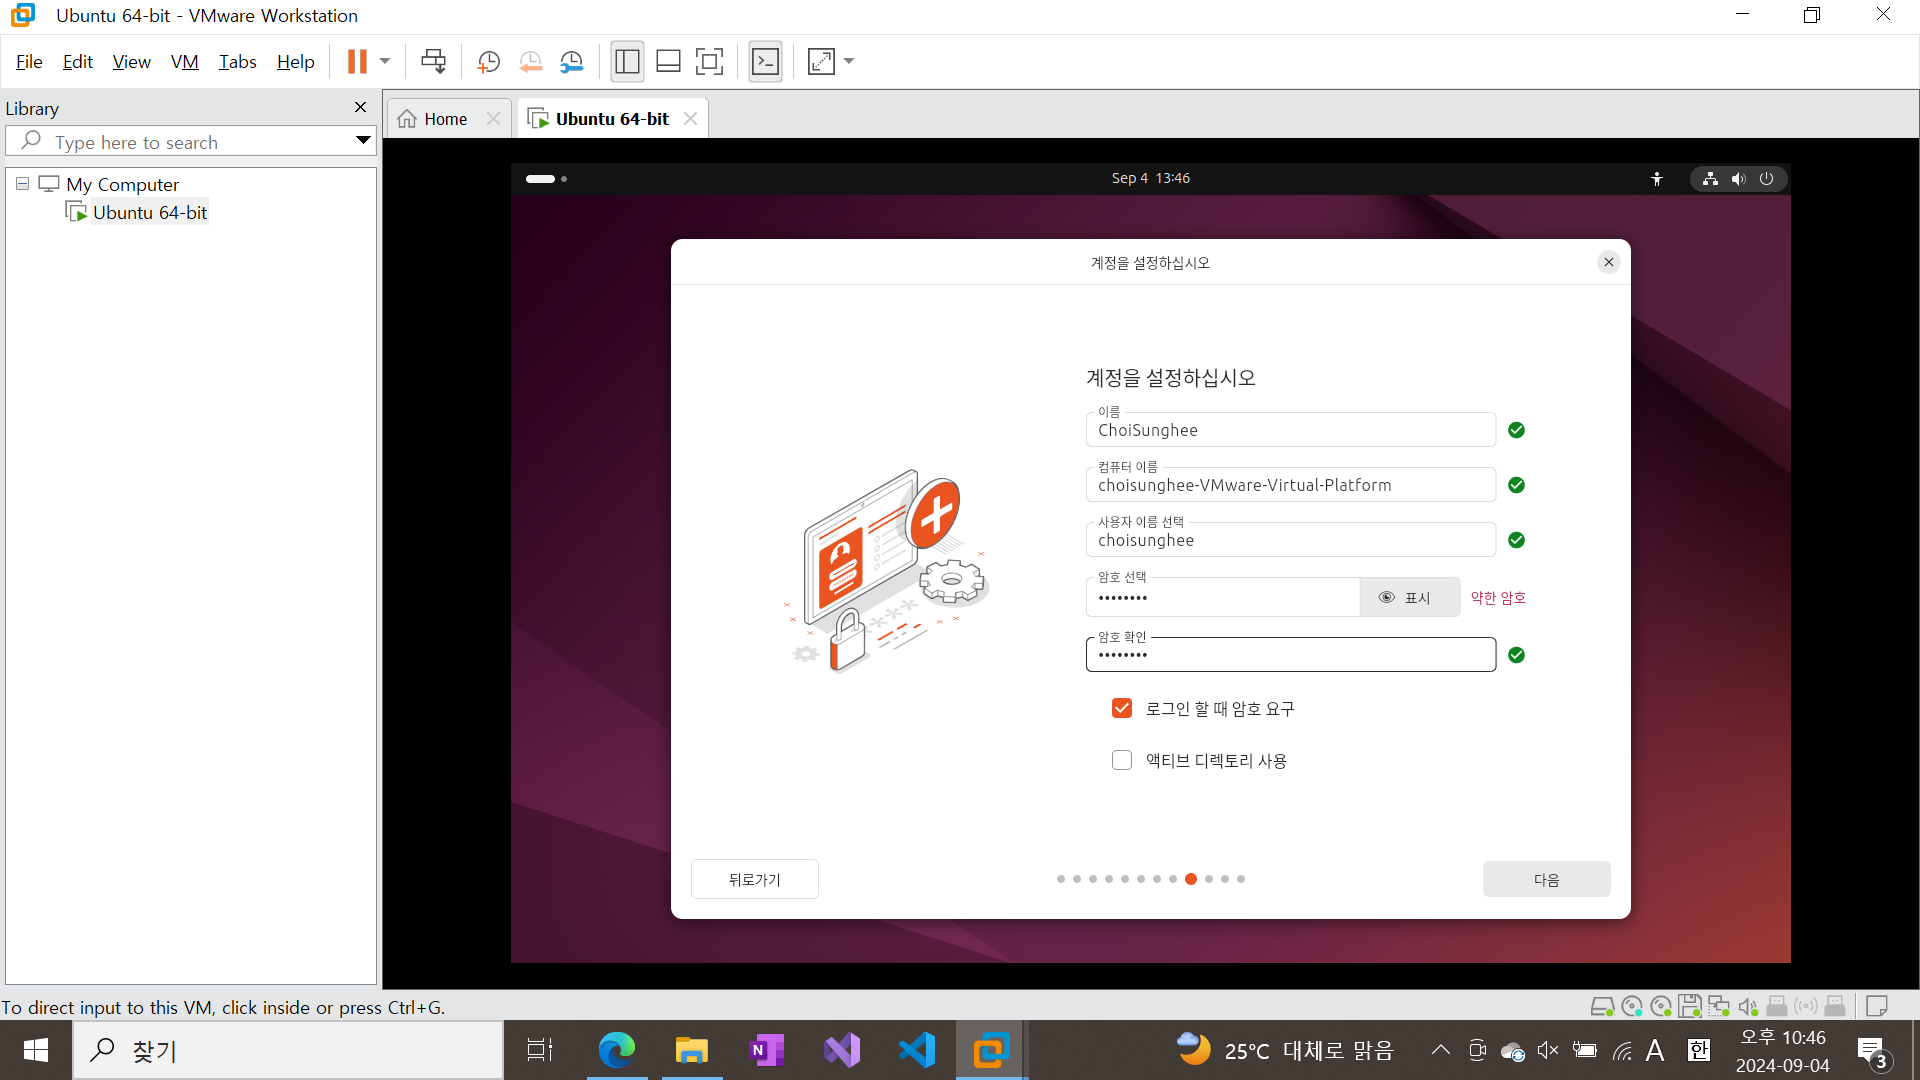 Ubuntu 64-bit - VMware Workstation
File Edit View VM Tabs Help
Library
Type here to search
My Computer
Ubuntu 64-bit
Home
Ubuntu 64-bit
Sep 4 13:46
계정을 설정하십시오
계정을 설정하십시오
이름
ChoiSunghee
컴퓨터 이름
choisunghee-VMware-Virtual-Platform
사용자 이름 선택
choisunghee
암호 선택
••••••••
표시
약한 암호
암호 확인
••••••••
로그인 할 때 암호 요구
액티브 디렉토리 사용
뒤로가기
다음
To direct input to this VM, click inside or press Ctrl+G.
찾기
25°C 대체로 맑음
A
한
오후 10:46
2024-09-04
3